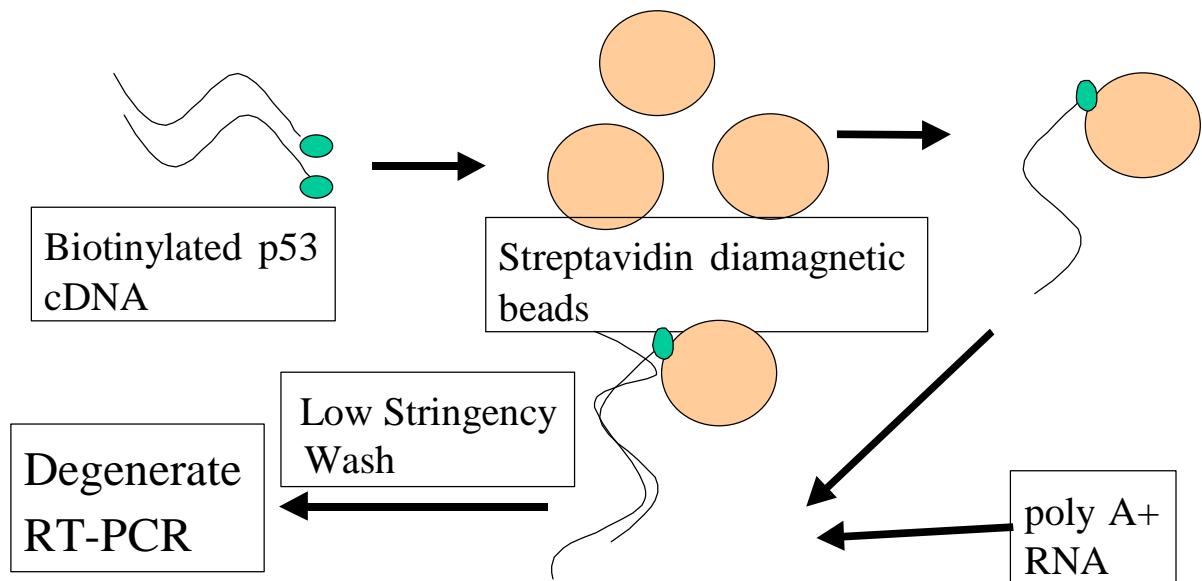 Biotinylated p53
cDNA
Streptavidin diamagnetic
beads
Low Stringency
Wash
Degenerate
RT-PCR
poly A+
RNA